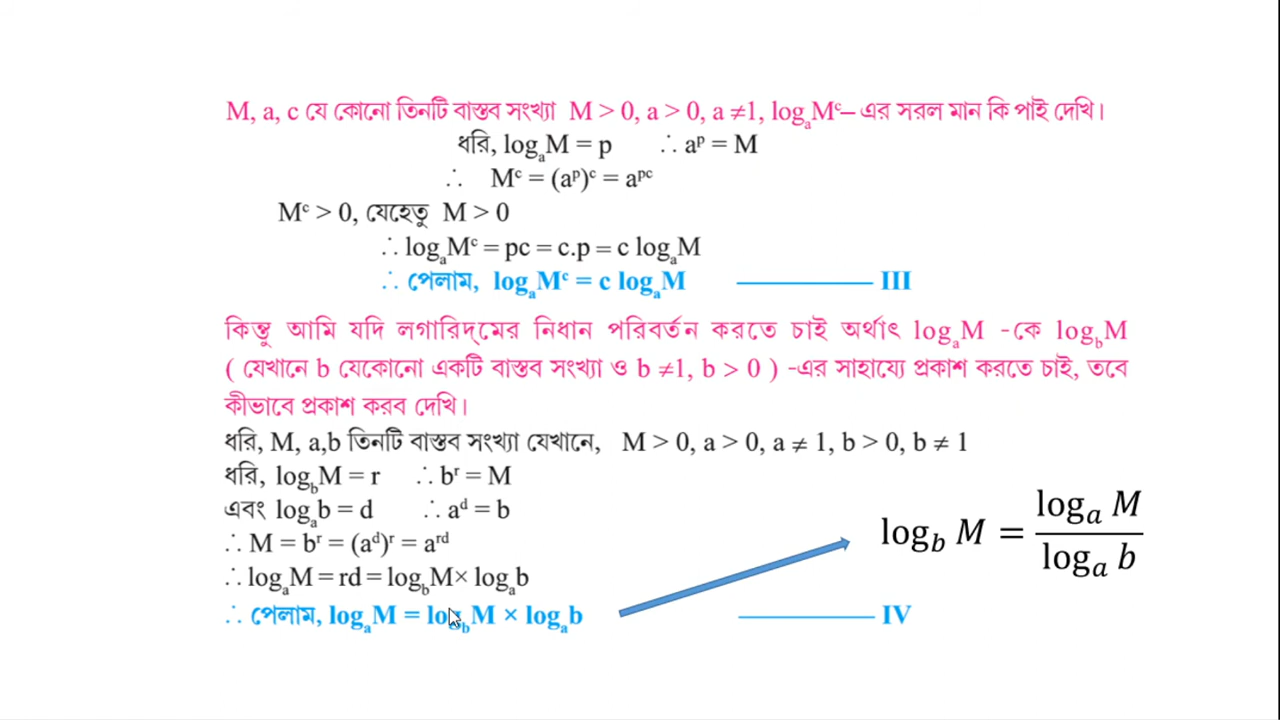 M, a, c যে কোনো তিনটি বাস্তব সংখ্যা M > 0, a > 0, a ≠1, logₐMᶜ– এর সরল মান কি পাই দেখি।
ধরি, logₐM = p ∴ aᵖ = M
∴ Mᶜ = (aᵖ)ᶜ = aᵖᶜ
Mᶜ > 0, যেহেতু M > 0
∴ logₐMᶜ = pc = c.p = c logₐM
∴ পেলাম, logₐMᶜ = c logₐM III
কিন্তু আমি যদি লগারিদ্‌মের নিধান পরিবর্তন করতে চাই অর্থাৎ logₐM -কে log_bM
( যেখানে b যেকোনো একটি বাস্তব সংখ্যা ও b ≠1, b > 0 ) -এর সাহায্যে প্রকাশ করতে চাই, তবে
কীভাবে প্রকাশ করব দেখি।
ধরি, M, a,b তিনটি বাস্তব সংখ্যা যেখানে, M > 0, a > 0, a ≠ 1, b > 0, b ≠ 1
ধরি, log_bM = r ∴ bʳ = M
এবং logₐb = d ∴ aᵈ = b
∴ M = bʳ = (aᵈ)ʳ = aʳᵈ
∴ logₐM = rd = log_bM× logₐb
∴ পেলাম, logₐM = log_bM × logₐb IV
log_b M = logₐ M / logₐ b